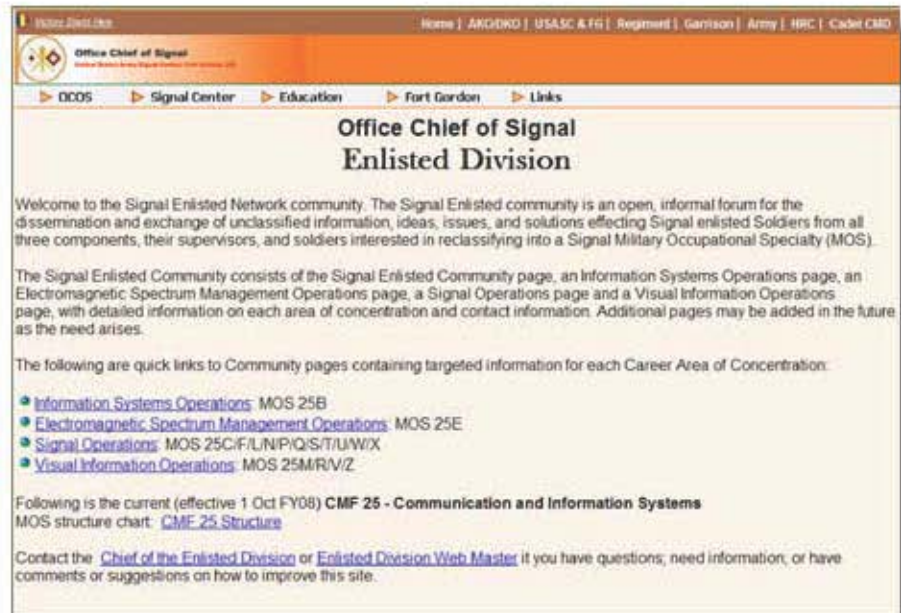 Home | AKO/DKO | USASC & FG | Regiment | Garrison | Army | HRC | Cadet CMD
Office Chief of Signal
OCOS Signal Center Education Fort Gordon Links
Office Chief of Signal
Enlisted Division
Welcome to the Signal Enlisted Network community. The Signal Enlisted community is an open, informal forum for the
dissemination and exchange of unclassified information, ideas, issues, and solutions effecting Signal enlisted Soldiers from all
three components, their supervisors, and soldiers interested in reclassifying into a Signal Military Occupational Specialty (MOS).
The Signal Enlisted Community consists of the Signal Enlisted Community page, an Information Systems Operations page, an
Electromagnetic Spectrum Management Operations page, a Signal Operations page and a Visual Information Operations
page, with detailed information on each area of concentration and contact information. Additional pages may be added in the future
as the need arises.
The following are quick links to Community pages containing targeted information for each Career Area of Concentration:
Information Systems Operations: MOS 25B
Electromagnetic Spectrum Management Operations: MOS 25E
Signal Operations: MOS 25C/F/L/N/P/Q/S/T/U/W/X
Visual Information Operations: MOS 25M/R/V/Z
Following is the current (effective 1 Oct FY08) CMF 25 - Communication and Information Systems
MOS structure chart: CMF 25 Structure
Contact the Chief of the Enlisted Division or Enlisted Division Web Master if you have questions; need information; or have
comments or suggestions on how to improve this site.